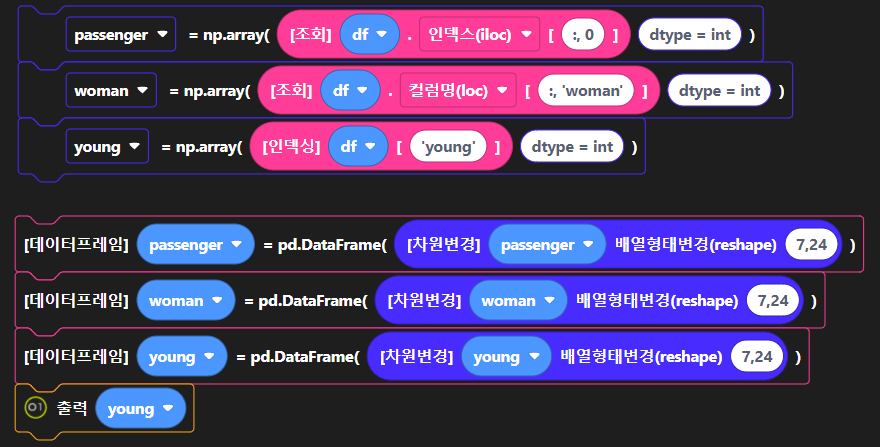 passenger = np.array( [조회] df . 인덱스(iloc) [ :, 0 ] dtype = int )
woman = np.array( [조회] df . 컬럼명(loc) [ :, 'woman' ] dtype = int )
young = np.array( [인덱싱] df [ 'young' ] dtype = int )
[데이터프레임] passenger = pd.DataFrame( [차원변경] passenger 배열형태변경(reshape) 7,24 )
[데이터프레임] woman = pd.DataFrame( [차원변경] woman 배열형태변경(reshape) 7,24 )
[데이터프레임] young = pd.DataFrame( [차원변경] young 배열형태변경(reshape) 7,24 )
01 출력 young